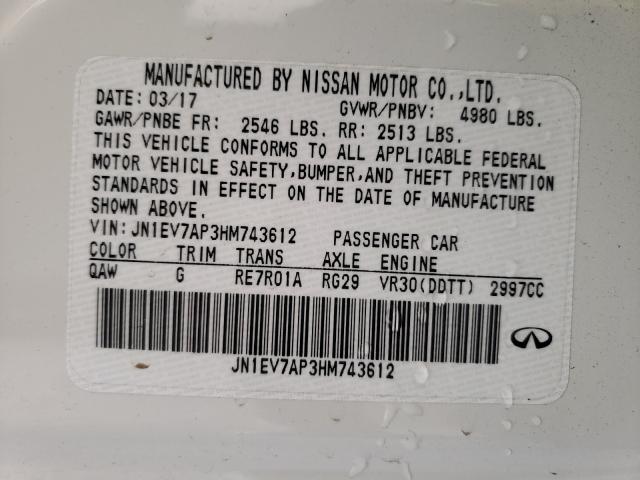 MANUFACTURED BY NISSAN MOTOR CO.,LTD.
DATE: 03/17 GVWR/PNBV: 4980 LBS.
GAWR/PNBE FR: 2546 LBS. RR: 2513 LBS.
THIS VEHICLE CONFORMS TO ALL APPLICABLE FEDERAL
MOTOR VEHICLE SAFETY,BUMPER,AND THEFT PREVENTION
STANDARDS IN EFFECT ON THE DATE OF MANUFACTURE
SHOWN ABOVE.
VIN:JN1EV7AP3HM743612 PASSENGER CAR
COLOR TRIM TRANS AXLE ENGINE
QAW G RE7R01A RG29 VR30(DDTT) 2997CC
JN1EV7AP3HM743612